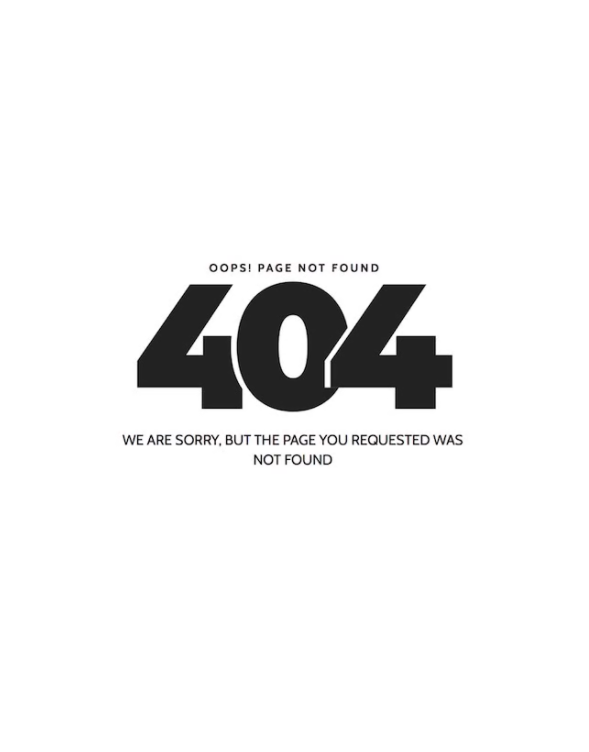 OOPS! PAGE NOT FOUND
404
WE ARE SORRY, BUT THE PAGE YOU REQUESTED WAS
NOT FOUND